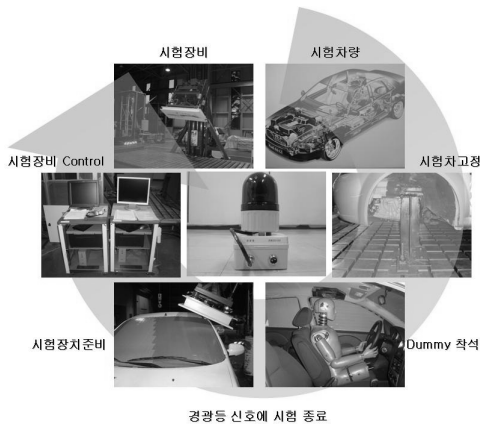 시험장비
시험차량
시험장비 Control
시험차고정
시험장치준비
Dummy 착석
경광등 신호에 시험 종료